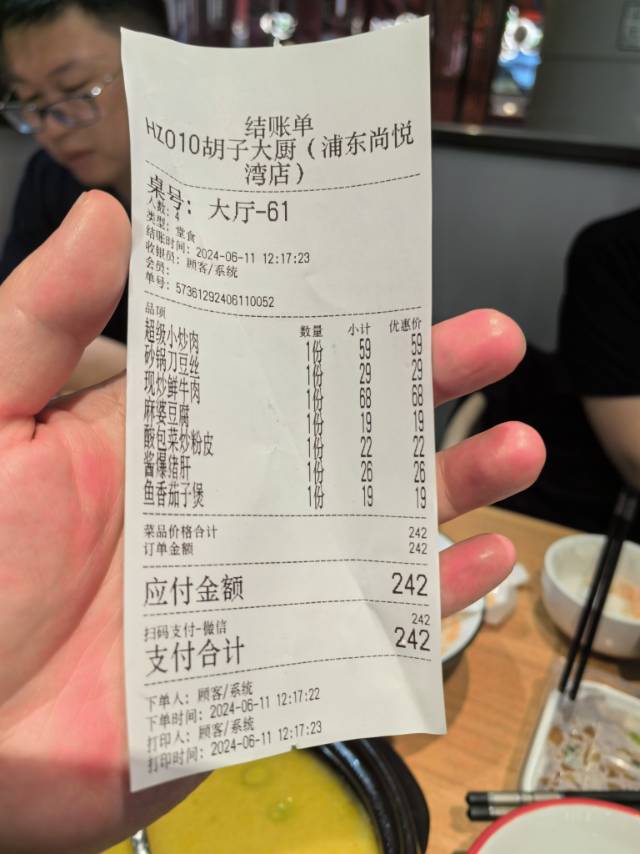 结账单
HZ010胡子大厨（浦东尚悦
湾店）
桌号：大厅-61
人数：4
类型：堂食
结账时间：2024-06-11 12:17:23
收银员：顾客/系统
会员：
单号：57361292406110052
品项 数量 小计 优惠价
超级小炒肉 1份 59 59
砂锅刀豆丝 1份 29 29
现炒鲜牛肉 1份 68 68
麻婆豆腐 1份 19 19
酸包菜炒粉皮 1份 22 22
酱爆猪肝 1份 26 26
鱼香茄子煲 1份 19 19
菜品价格合计 242
订单金额 242
应付金额 242
扫码支付-微信 242
支付合计 242
下单人：顾客/系统
下单时间：2024-06-11 12:17:22
打印人：顾客/系统
打印时间：2024-06-11 12:17:23